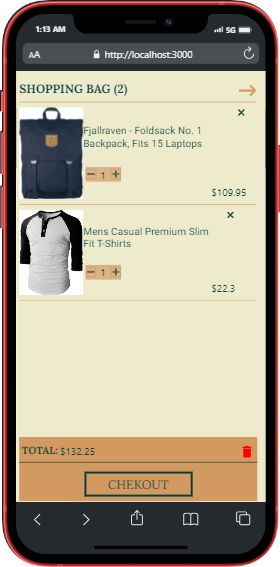 1:13 AM
5G
AA
http://localhost:3000
SHOPPING BAG (2)
Fjallraven - Foldsack No. 1
Backpack, Fits 15 Laptops
1
$109.95
Mens Casual Premium Slim
Fit T-Shirts
1
$22.3
TOTAL: $132.25
CHEKOUT